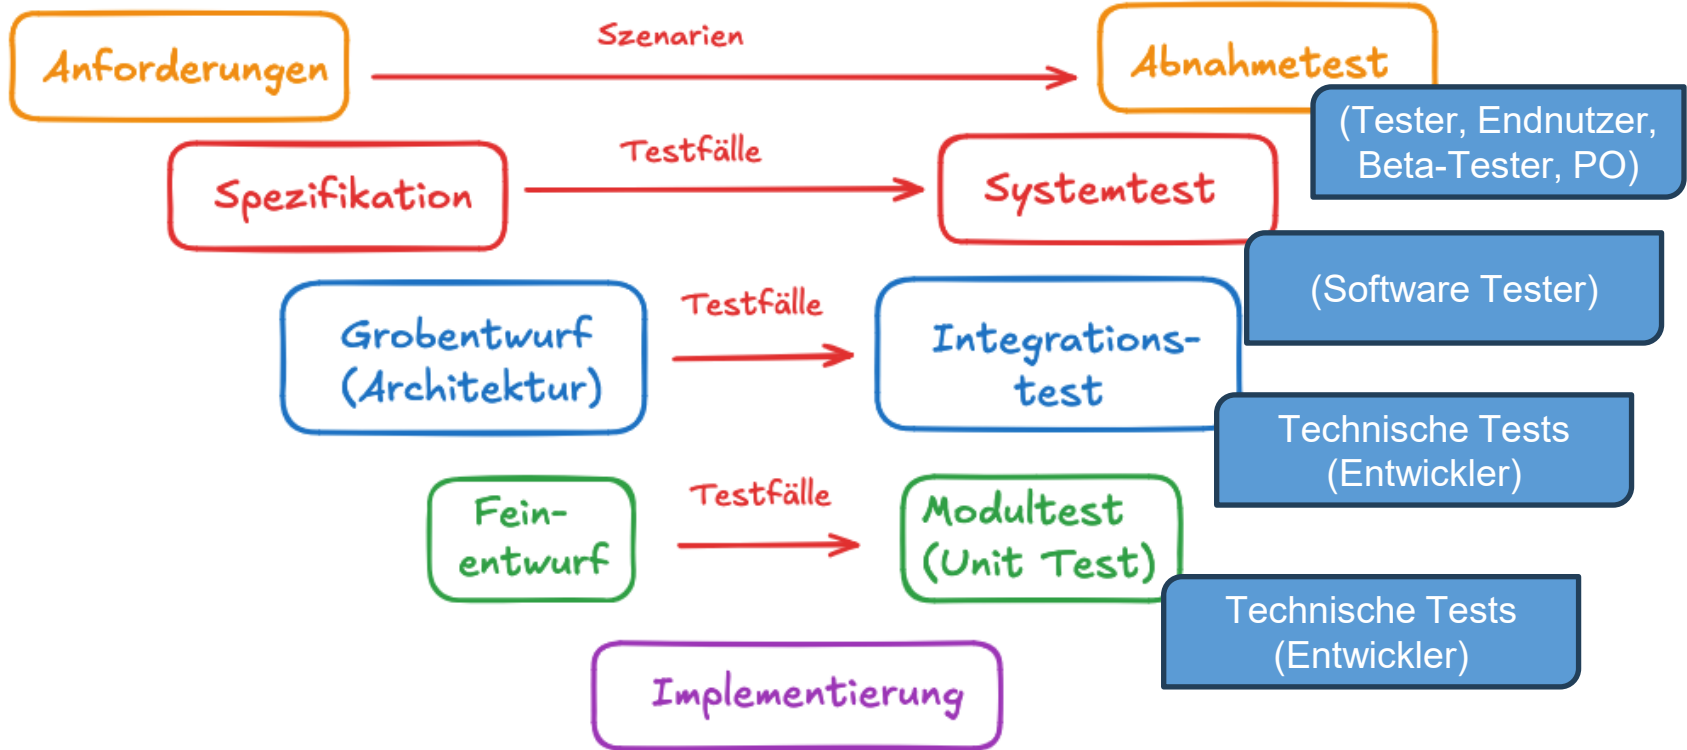 Anforderungen
Szenarien
Abnahmetest
(Tester, Endnutzer,
Beta-Tester, PO)
Spezifikation
Testfälle
Systemtest
(Software Tester)
Grobentwurf
(Architektur)
Testfälle
Integrations-
test
Technische Tests
(Entwickler)
Fein-
entwurf
Testfälle
Modultest
(Unit Test)
Technische Tests
(Entwickler)
Implementierung